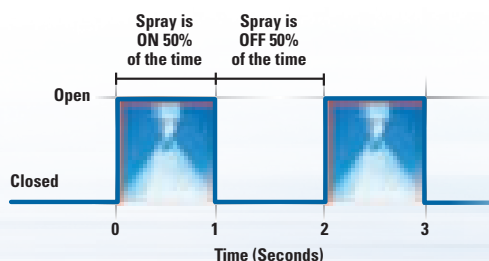 Spray is
ON 50%
of the time
Spray is
OFF 50%
of the time
Open
Closed
0 1 2 3
Time (Seconds)